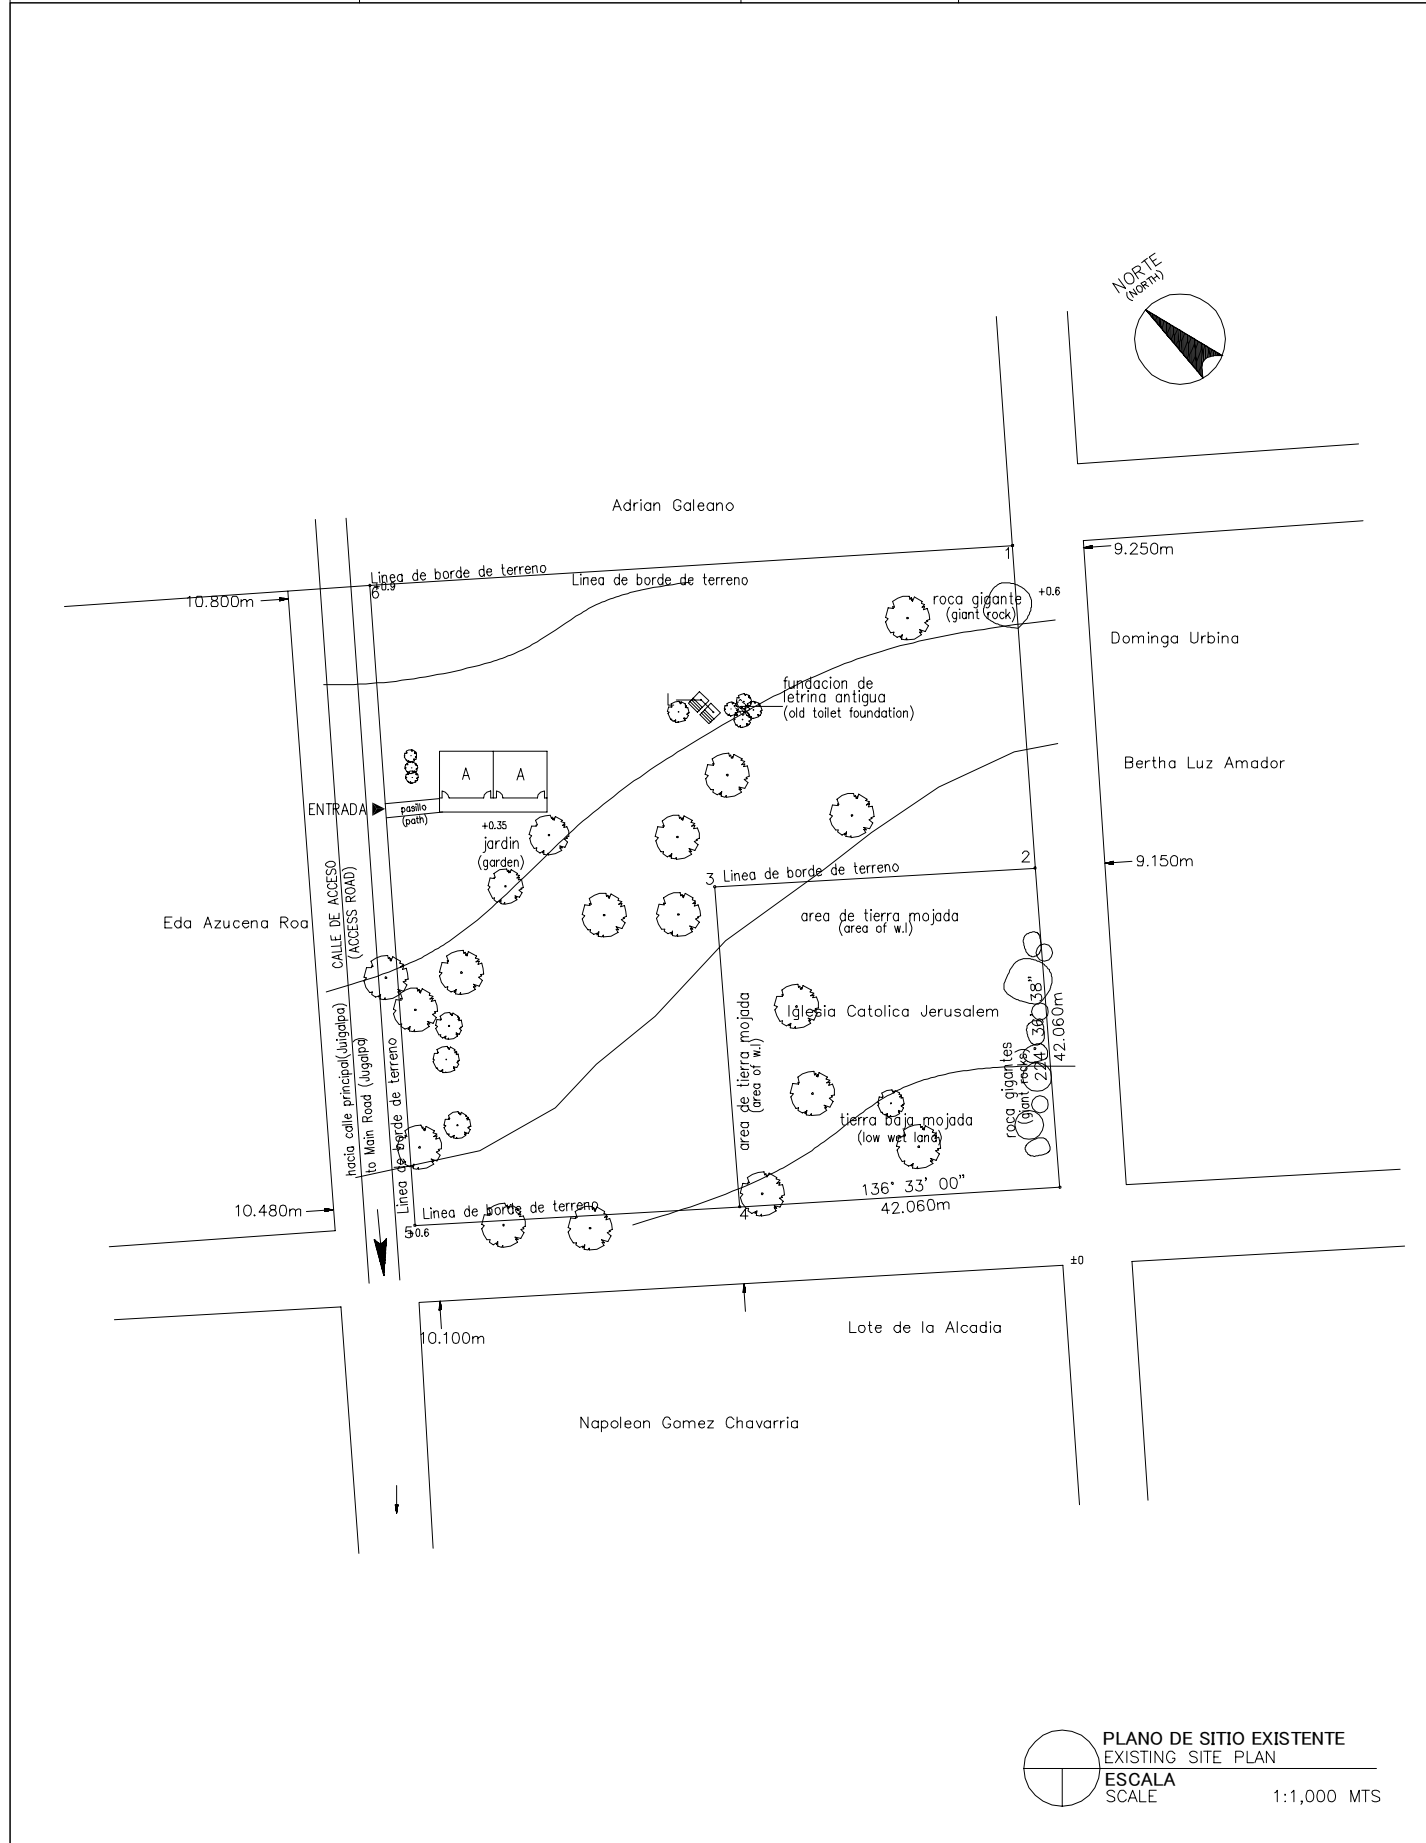 NORTE
(NORTH)
Adrian Galeano
1
9.250m
Linea de borde de terreno
Linea de borde de terreno
+0.9
6
10.800m
roca gigante
(giant rock)
+0.6
Dominga Urbina
fundacion de
letrina antigua
(old toilet foundation)
Bertha Luz Amador
A
A
ENTRADA
pasillo
(path)
+0.35
jardin
(garden)
2
9.150m
3
Linea de borde de terreno
CALLE DE ACCESO
(ACCESS ROAD)
Eda Azucena Roa
area de tierra mojada
(area of w.l)
Iglesia Catolica Jerusalem
area de tierra mojada
(area of w.l)
224° 36' 38"
42.060m
roca gigantes
(giant rocks)
hacia calle principal(Juigalpa)
to Main Road (Jugalpa)
Linea de borde de terreno
tierra baja mojada
(low wet land)
136° 33' 00"
42.060m
10.480m
Linea de borde de terreno
5
+0.6
4
±0
10.100m
Lote de la Alcadia
Napoleon Gomez Chavarria
PLANO DE SITIO EXISTENTE
EXISTING SITE PLAN
ESCALA
SCALE 1:1,000 MTS